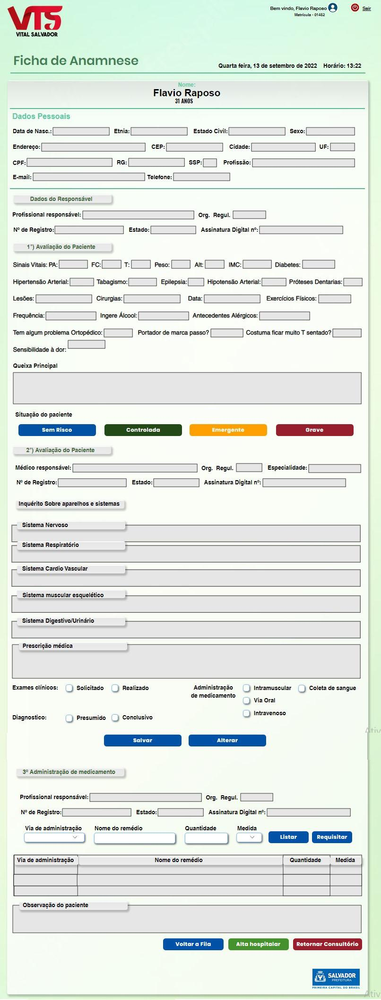 VTS
VITAL SALVADOR
Bem vindo, Flavio Raposo
Matrícula - 01452
Sair
Ficha de Anamnese
Quarta feira, 13 de setembro de 2022 Horário: 13:22
Nome:
Flavio Raposo
31 ANOS
Dados Pessoais
Data de Nasc.: Etnia: Estado Civil: Sexo:
Endereço: CEP: Cidade: UF:
CPF: RG: SSP: Profissão:
E-mail: Telefone:
Dados do Responsável
Profissional responsável: Org. Regul.
Nº de Registro: Estado: Assinatura Digital nº:
1°) Avaliação do Paciente
Sinais Vitais: PA: FC: T: Peso: Alt: IMC: Diabetes:
Hipertensão Arterial: Tabagismo: Epilepsia: Hipotensão Arterial: Próteses Dentarias:
Lesões: Cirurgias: Data: Exercícios Físicos:
Frequência: Ingere Álcool: Antecedentes Alérgicos:
Tem algum problema Ortopédico: Portador de marca passo? Costuma ficar muito T sentado?
Sensibilidade à dor:
Queixa Principal
Situação do paciente
Sem Risco Controlada Emergente Grave
2°) Avaliação do Paciente
Médico responsável: Org. Regul. Especialidade:
Nº de Registro: Estado: Assinatura Digital nº:
Inquérito Sobre aparelhos e sistemas
Sistema Nervoso
Sistema Respiratório
Sistema Cardio Vascular
Sistema muscular esquelético
Sistema Digestivo/Urinário
Prescrição médica
Exames clínicos: Solicitado Realizado
Administração
de medicamento
Intramuscular Coleta de sangue
Via Oral
Intravenoso
Diagnostico: Presumido Conclusivo
Ativ
Salvar Alterar
3º Administração de medicamento
Profissional responsável: Org. Regul.
Nº de Registro: Estado: Assinatura Digital nº:
Via de administração Nome do remédio Quantidade Medida
Listar Requisitar
Via de administração Nome do remédio Quantidade Medida
Observação do paciente
Voltar a Fila Alta hospitalar Retornar Consultório
SALVADOR
PREFEITURA
PRIMEIRA CAPITAL DO BRASIL
Ativ